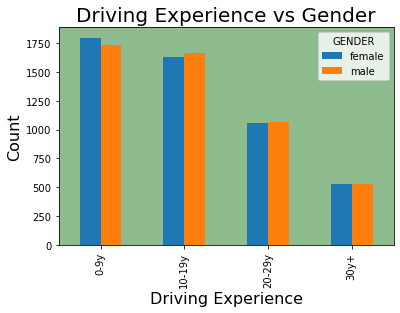 Driving Experience vs Gender
GENDER
female
male
Count
1750
1500
1250
1000
750
500
250
0
0-9y
10-19y
20-29y
30y+
Driving Experience